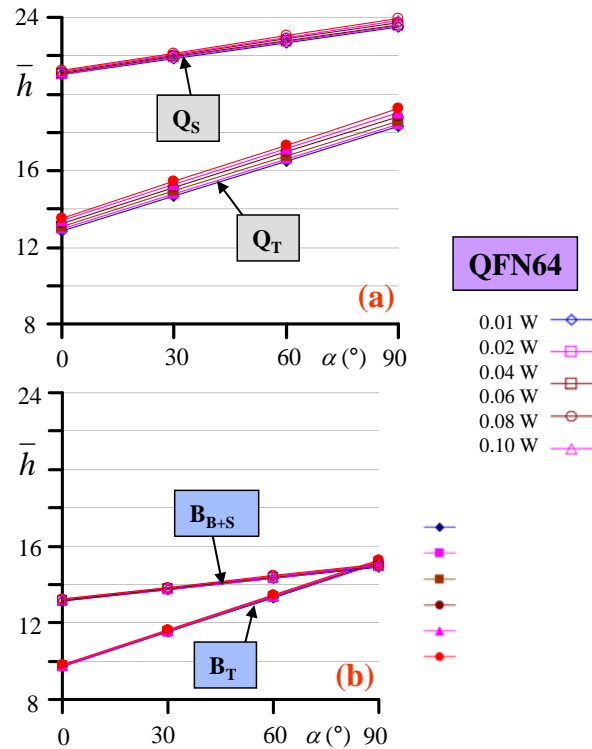 24
h̅
Q_S
16
Q_T
12
(a)
8
0 30 60 α (°) 90
QFN64
0.01 W
0.02 W
0.04 W
0.06 W
0.08 W
0.10 W
24
h̅
B_B+S
16
12
B_T
(b)
8
0 30 60 α (°) 90